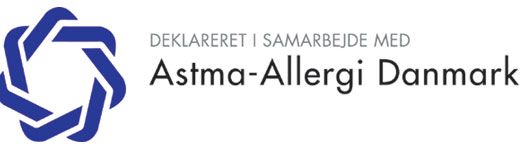 DEKLARERET I SAMARBEJDE MED
Astma-Allergi Danmark